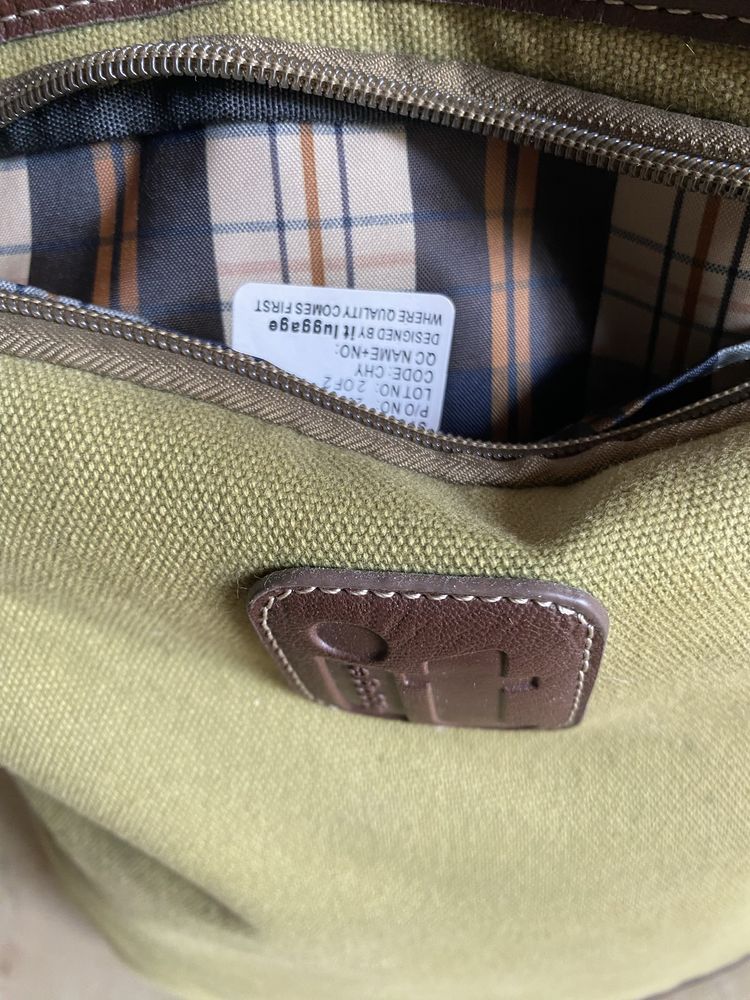 WHERE QUALITY COMES FIRST
DESIGNED BY it luggage
QC NAME+NO:
CODE: CHY
LOT NO: 2 OF 2
P/O NO:
it
luggage